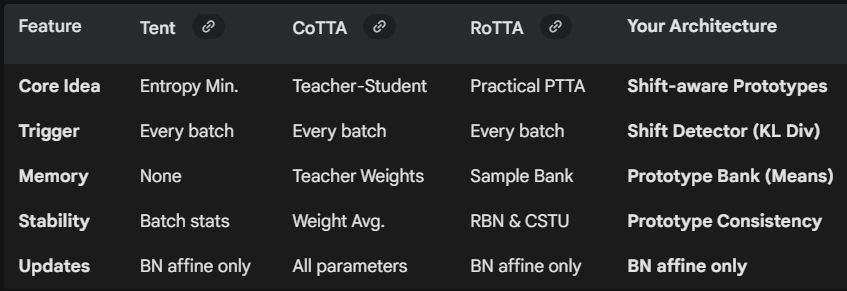 Feature Tent CoTTA RoTTA Your Architecture
Core Idea Entropy Min. Teacher-Student Practical PTTA Shift-aware Prototypes
Trigger Every batch Every batch Every batch Shift Detector (KL Div)
Memory None Teacher Weights Sample Bank Prototype Bank (Means)
Stability Batch stats Weight Avg. RBN & CSTU Prototype Consistency
Updates BN affine only All parameters BN affine only BN affine only